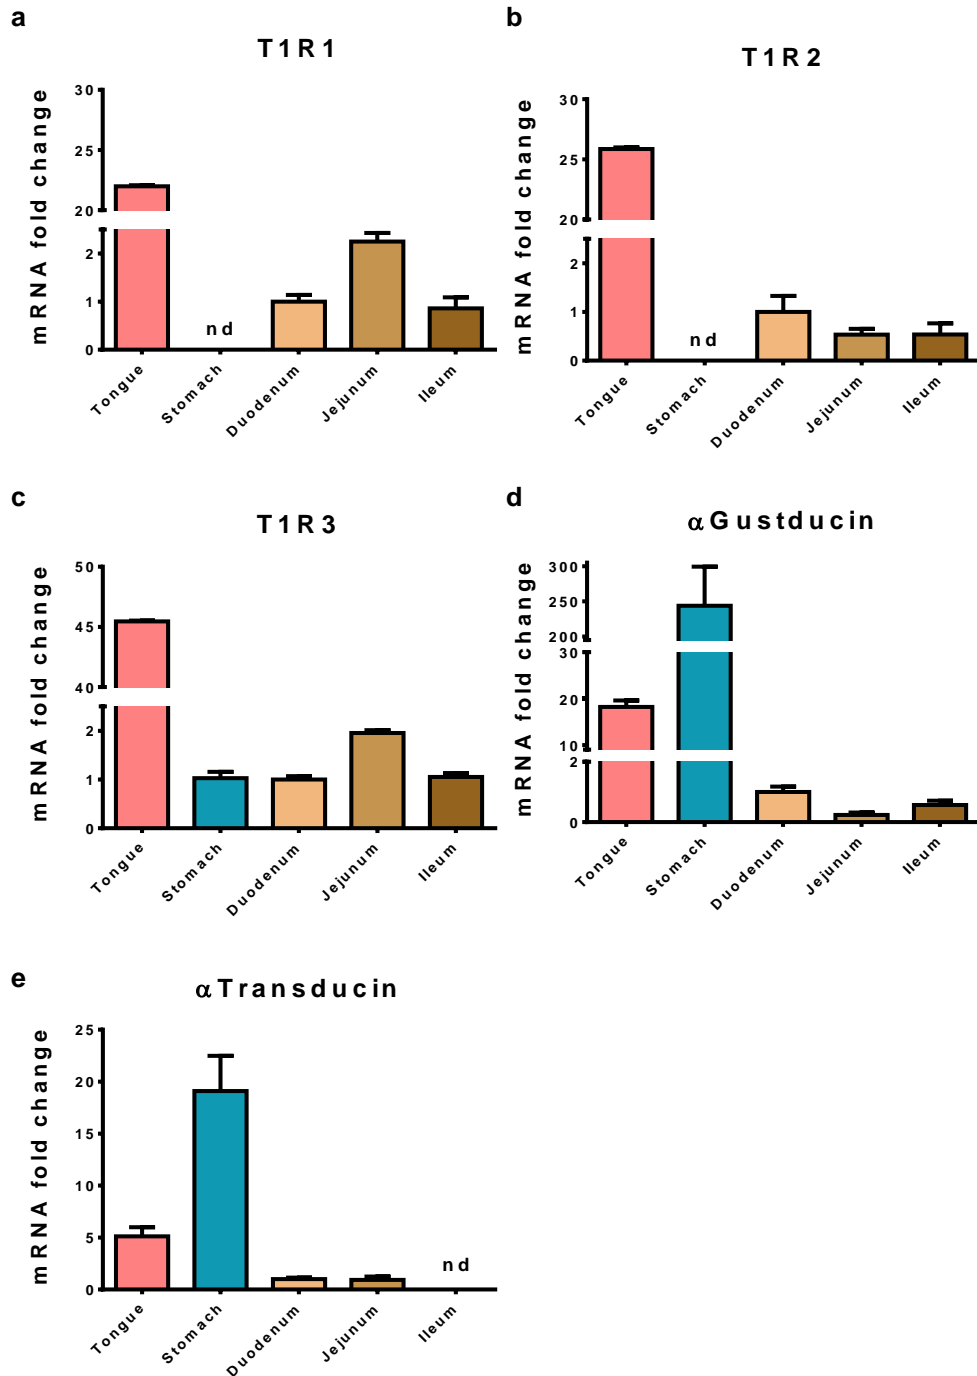 a
T1R1
mRNA fold change
30
25
20
2
1
0
nd
Tongue
Stomach
Duodenum
Jejunum
Ileum
b
T1R2
mRNA fold change
30
25
20
2
1
0
nd
Tongue
Stomach
Duodenum
Jejunum
Ileum
c
T1R3
mRNA fold change
50
45
40
2
1
0
Tongue
Stomach
Duodenum
Jejunum
Ileum
d
αGustducin
mRNA fold change
300
250
200
30
20
10
2
0
Tongue
Stomach
Duodenum
Jejunum
Ileum
e
αTransducin
mRNA fold change
25
20
15
10
5
0
nd
Tongue
Stomach
Duodenum
Jejunum
Ileum